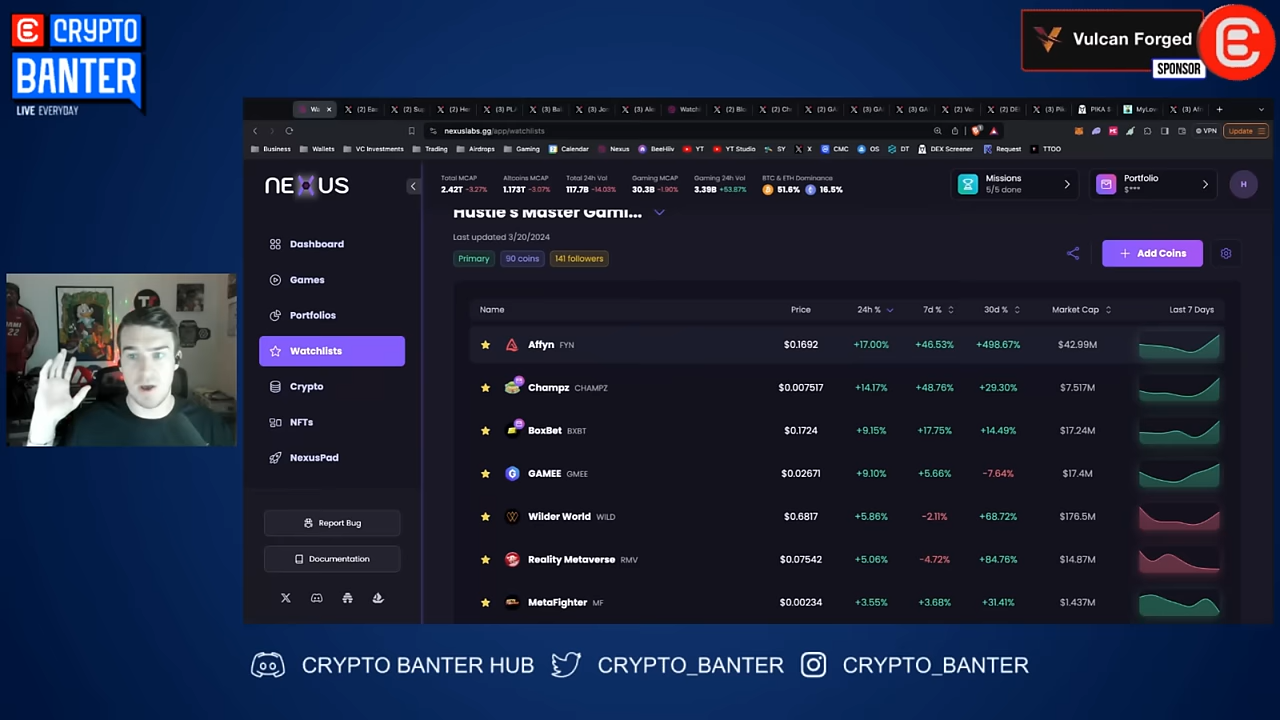 CRYPTO
BANTER
LIVE EVERYDAY
Vulcan Forged
SPONSOR
nexuslabs.gg/app/watchlists
VPN
Update
Business
Wallets
VC Investments
Trading
Airdrops
Gaming
Calendar
Nexus
BeeHiiv
YT
YT Studio
SY
X
CMC
OS
DT
DEX Screener
Request
TTOO
NEXUS
Total MCAP
2.42T -3.27%
Altcoins MCAP
1.173T -3.07%
Total 24h Vol
117.7B -14.03%
Gaming MCAP
30.3B -1.90%
Gaming 24h Vol
3.39B +53.87%
BTC & ETH Dominance
51.6% 16.5%
Missions
5/5 done
Portfolio
$***
H
Dashboard
Games
Portfolios
Watchlists
Crypto
NFTs
NexusPad
Report Bug
Documentation
Hustle's Master Gami...
Last updated 3/20/2024
Primary
90 coins
141 followers
+ Add Coins
Name Price 24h % 7d % 30d % Market Cap Last 7 Days
Affyn FYN $0.1692 +17.00% +46.53% +498.67% $42.99M
Champz CHAMPZ $0.007517 +14.17% +48.76% +29.30% $7.517M
BoxBet BXBT $0.1724 +9.15% +17.75% +14.49% $17.24M
GAMEE GMEE $0.02671 +9.10% +5.66% -7.64% $17.4M
Wilder World WILD $0.6817 +5.86% -2.11% +68.72% $176.5M
Reality Metaverse RMV $0.07542 +5.06% -4.72% +84.76% $14.87M
MetaFighter MF $0.00234 +3.55% +3.68% +31.41% $1.437M
CRYPTO BANTER HUB
CRYPTO_BANTER
CRYPTO_BANTER